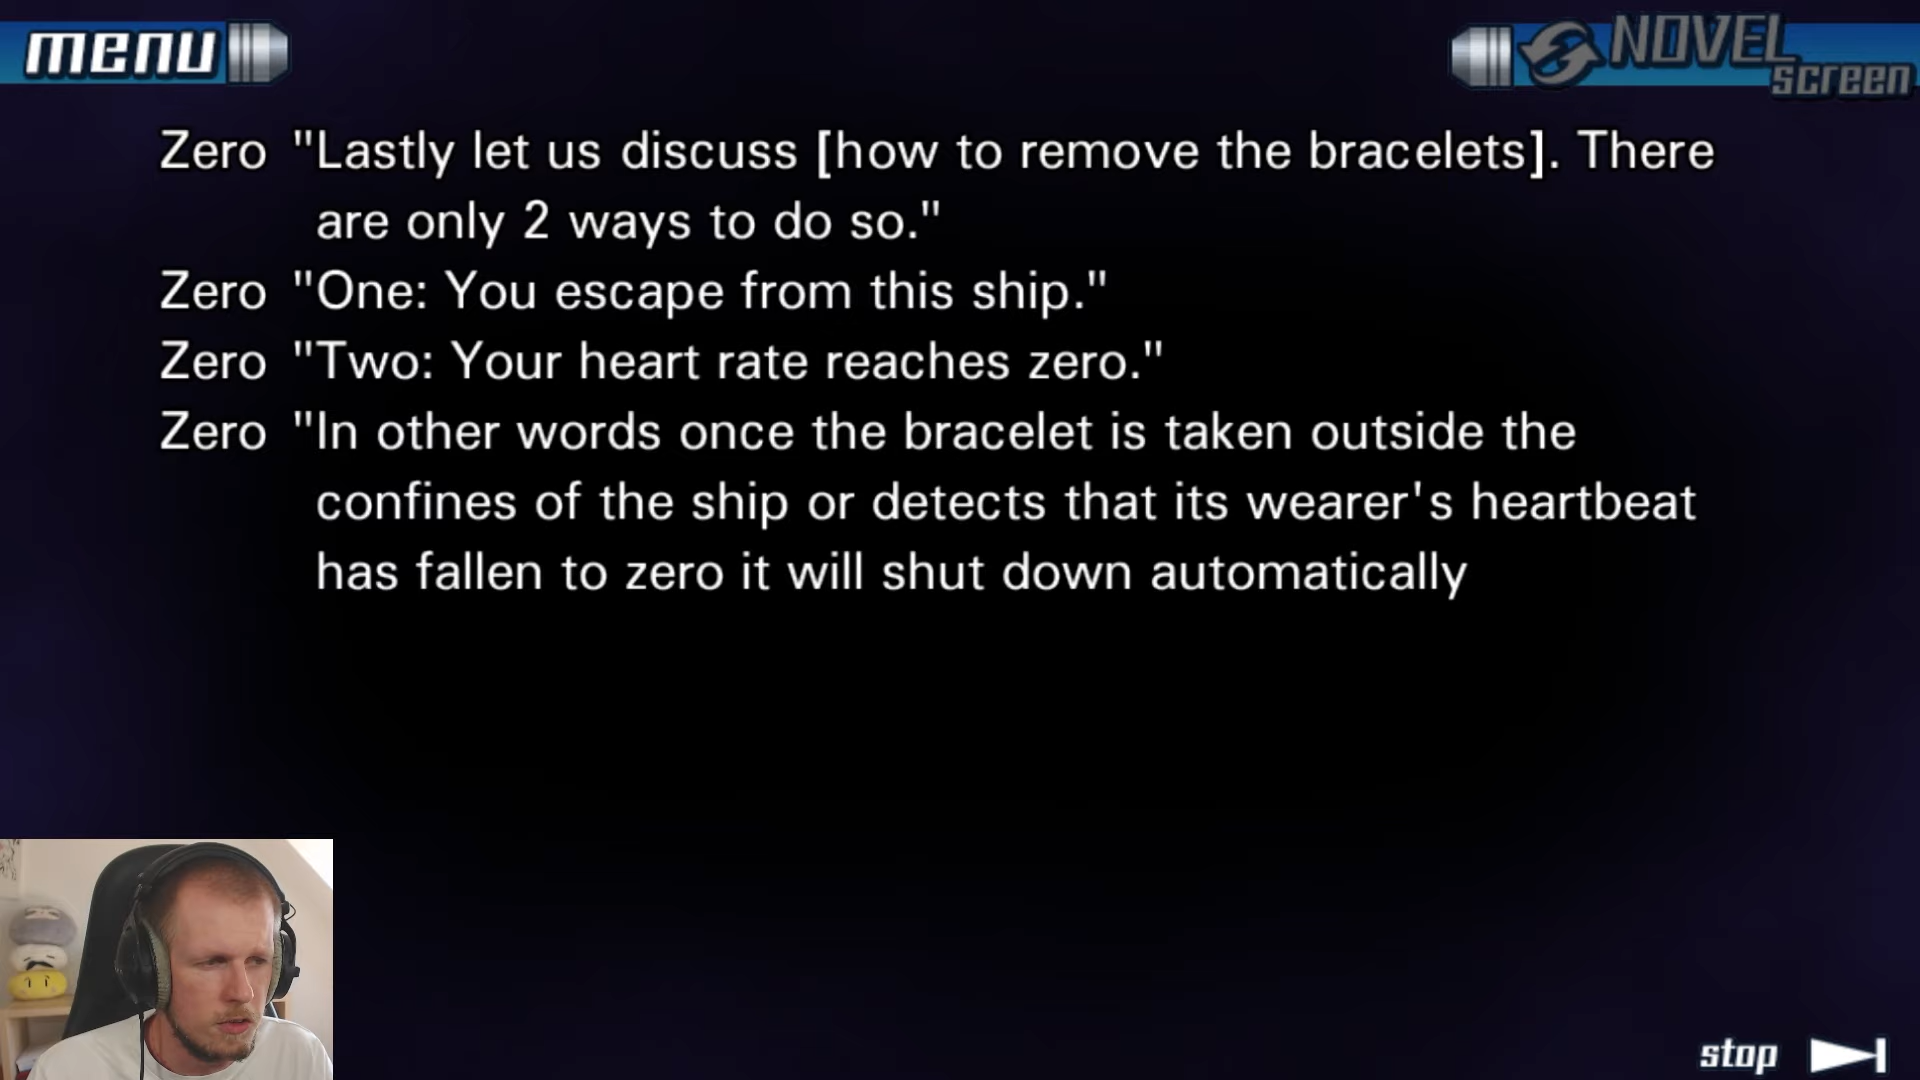 menu
NOVEL
screen
Zero "Lastly let us discuss [how to remove the bracelets]. There
are only 2 ways to do so."
Zero "One: You escape from this ship."
Zero "Two: Your heart rate reaches zero."
Zero "In other words once the bracelet is taken outside the
confines of the ship or detects that its wearer's heartbeat
has fallen to zero it will shut down automatically
stop